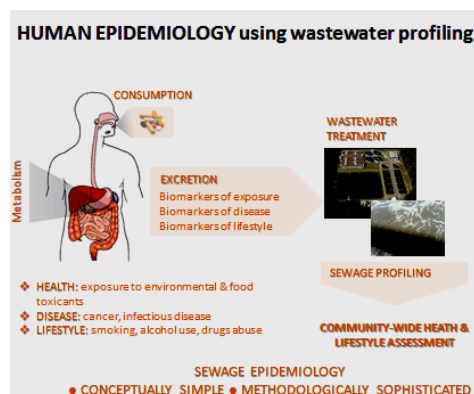 HUMAN EPIDEMIOLOGY using wastewater profiling
CONSUMPTION
WASTEWATER
TREATMENT
Metabolism
EXCRETION
Biomarkers of exposure
Biomarkers of disease
Biomarkers of lifestyle
SEWAGE PROFILING
❖ HEALTH: exposure to environmental & food
toxicants
❖ DISEASE: cancer, infectious disease
❖ LIFESTYLE: smoking, alcohol use, drugs abuse
COMMUNITY-WIDE HEATH &
LIFESTYLE ASSESSMENT
SEWAGE EPIDEMIOLOGY
● CONCEPTUALLY SIMPLE ● METHODOLOGICALLY SOPHISTICATED